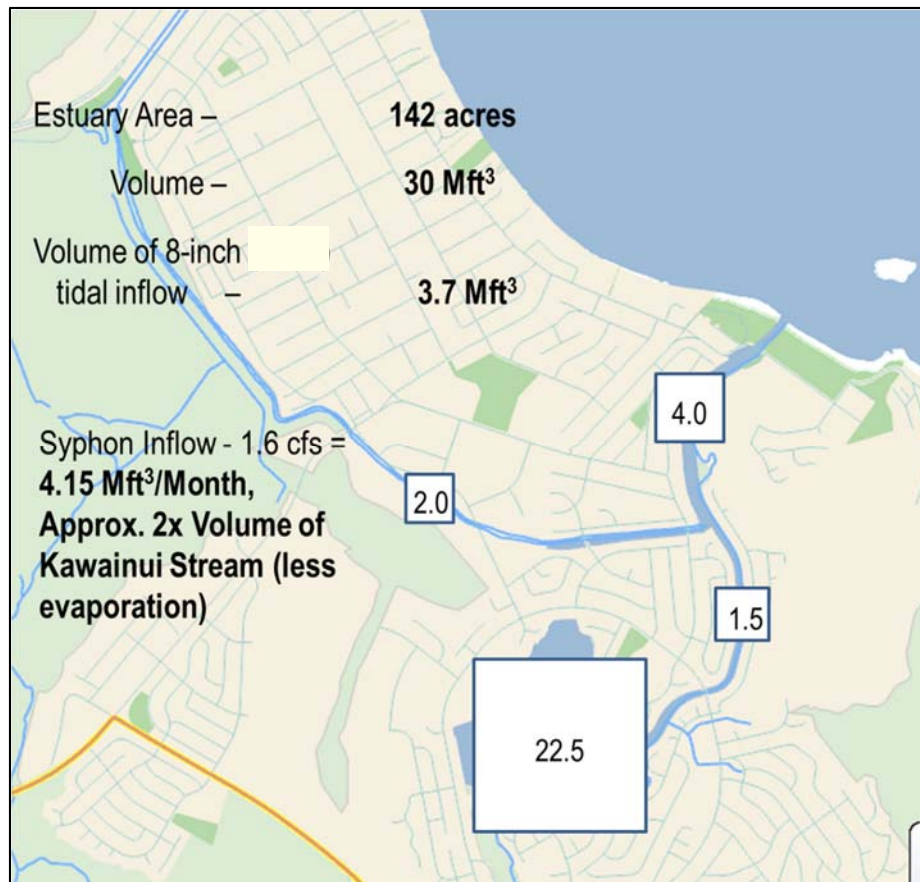 Estuary Area – 142 acres
Volume – 30 Mft³
Volume of 8-inch
tidal inflow – 3.7 Mft³
4.0
Syphon Inflow - 1.6 cfs =
4.15 Mft³/Month,
Approx. 2x Volume of
Kawainui Stream (less
evaporation)
2.0
1.5
22.5